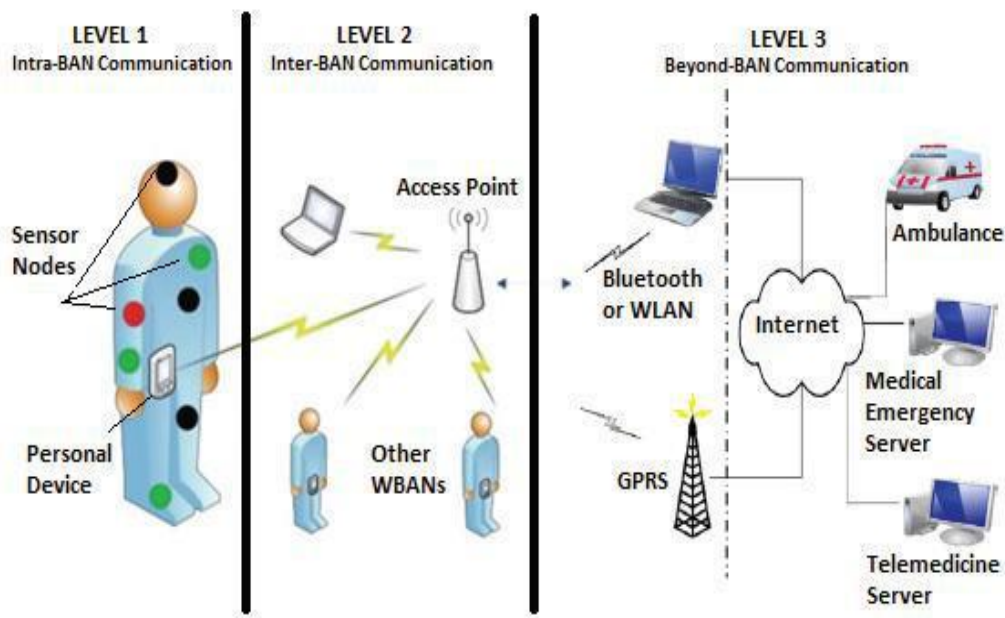 LEVEL 1
Intra-BAN Communication
Sensor
Nodes
Personal
Device
LEVEL 2
Inter-BAN Communication
Access Point
Other
WBANs
LEVEL 3
Beyond-BAN Communication
Bluetooth
or WLAN
GPRS
Internet
Ambulance
Medical
Emergency
Server
Telemedicine
Server